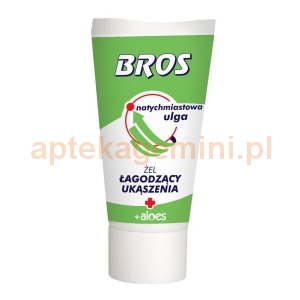 BROS
natychmiastowa
ulga
aptekagemini.pl
ŻEL
ŁAGODZĄCY
UKĄSZENIA
+aloes